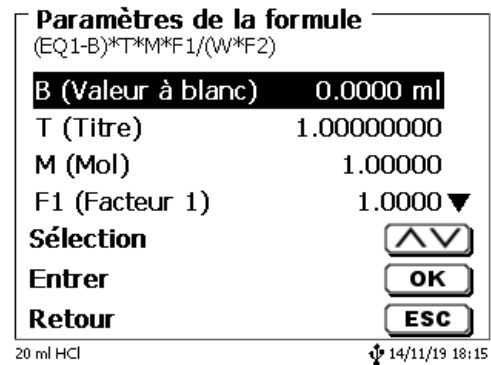 Paramètres de la formule
(EQ1-B)*T*M*F1/(W*F2)
B (Valeur à blanc) 0.0000 ml
T (Titre) 1.00000000
M (Mol) 1.00000
F1 (Facteur 1) 1.0000 ▼
Sélection
Entrer OK
Retour ESC
20 ml HCl 14/11/19 18:15